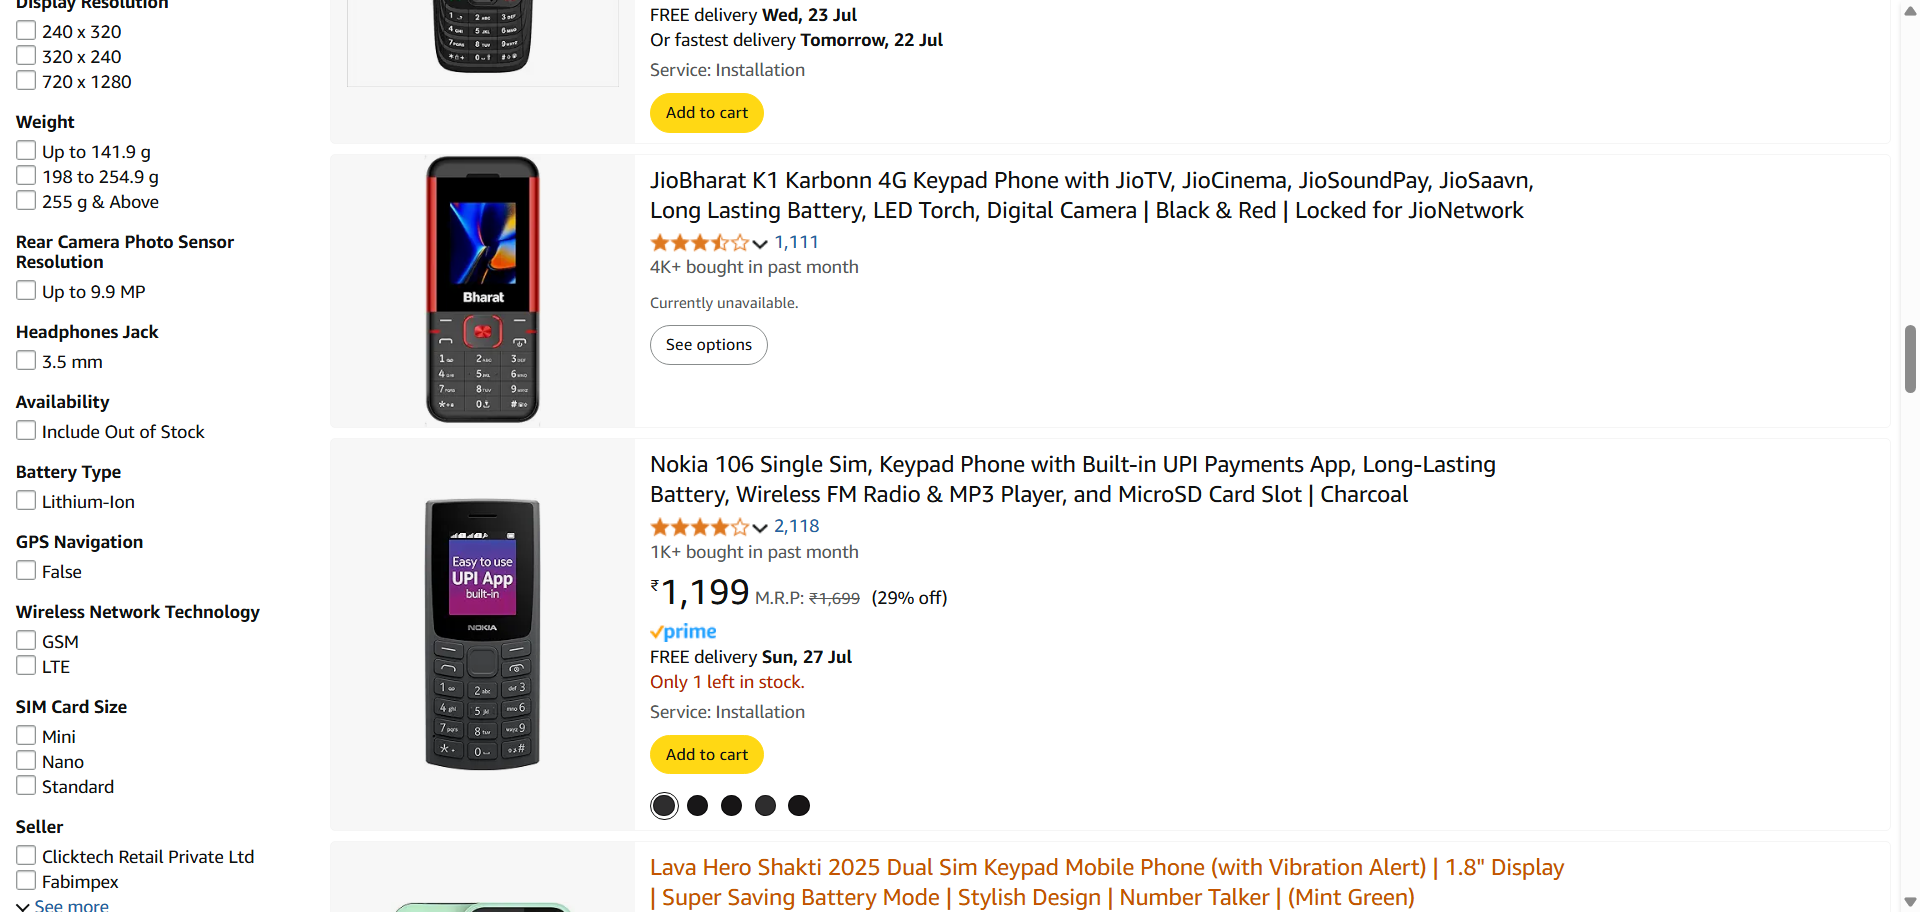 Display Resolution
240 x 320
320 x 240
720 x 1280
Weight
Up to 141.9 g
198 to 254.9 g
255 g & Above
Rear Camera Photo Sensor
Resolution
Up to 9.9 MP
Headphones Jack
3.5 mm
Availability
Include Out of Stock
Battery Type
Lithium-Ion
GPS Navigation
False
Wireless Network Technology
GSM
LTE
SIM Card Size
Mini
Nano
Standard
Seller
Clicktech Retail Private Ltd
Fabimpex
See more
FREE delivery Wed, 23 Jul
Or fastest delivery Tomorrow, 22 Jul
Service: Installation
Add to cart
Bharat
JioBharat K1 Karbonn 4G Keypad Phone with JioTV, JioCinema, JioSoundPay, JioSaavn,
Long Lasting Battery, LED Torch, Digital Camera | Black & Red | Locked for JioNetwork
1,111
4K+ bought in past month
Currently unavailable.
See options
Easy to use
UPI App
built-in
NOKIA
Nokia 106 Single Sim, Keypad Phone with Built-in UPI Payments App, Long-Lasting
Battery, Wireless FM Radio & MP3 Player, and MicroSD Card Slot | Charcoal
2,118
1K+ bought in past month
₹1,199 M.R.P: ₹1,699 (29% off)
prime
FREE delivery Sun, 27 Jul
Only 1 left in stock.
Service: Installation
Add to cart
Lava Hero Shakti 2025 Dual Sim Keypad Mobile Phone (with Vibration Alert) | 1.8" Display
| Super Saving Battery Mode | Stylish Design | Number Talker | (Mint Green)